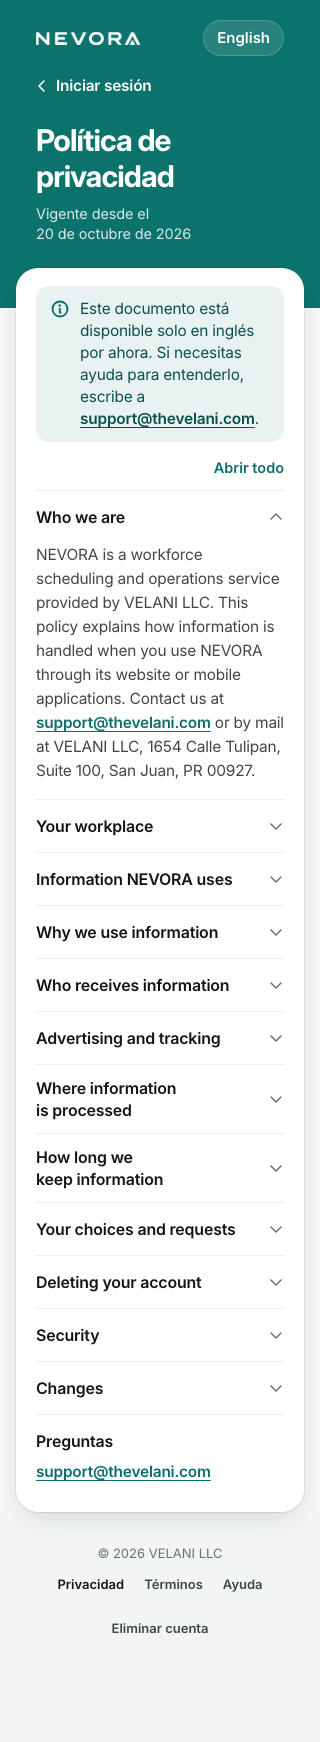 NEVORA
English
Iniciar sesión
Política de
privacidad
Vigente desde el
20 de octubre de 2026
Este documento está
disponible solo en inglés
por ahora. Si necesitas
ayuda para entenderlo,
escribe a
support@thevelani.com.
Abrir todo
Who we are
NEVORA is a workforce
scheduling and operations service
provided by VELANI LLC. This
policy explains how information is
handled when you use NEVORA
through its website or mobile
applications. Contact us at
support@thevelani.com or by mail
at VELANI LLC, 1654 Calle Tulipan,
Suite 100, San Juan, PR 00927.
Your workplace
Information NEVORA uses
Why we use information
Who receives information
Advertising and tracking
Where information
is processed
How long we
keep information
Your choices and requests
Deleting your account
Security
Changes
Preguntas
support@thevelani.com
© 2026 VELANI LLC
Privacidad Términos Ayuda
Eliminar cuenta